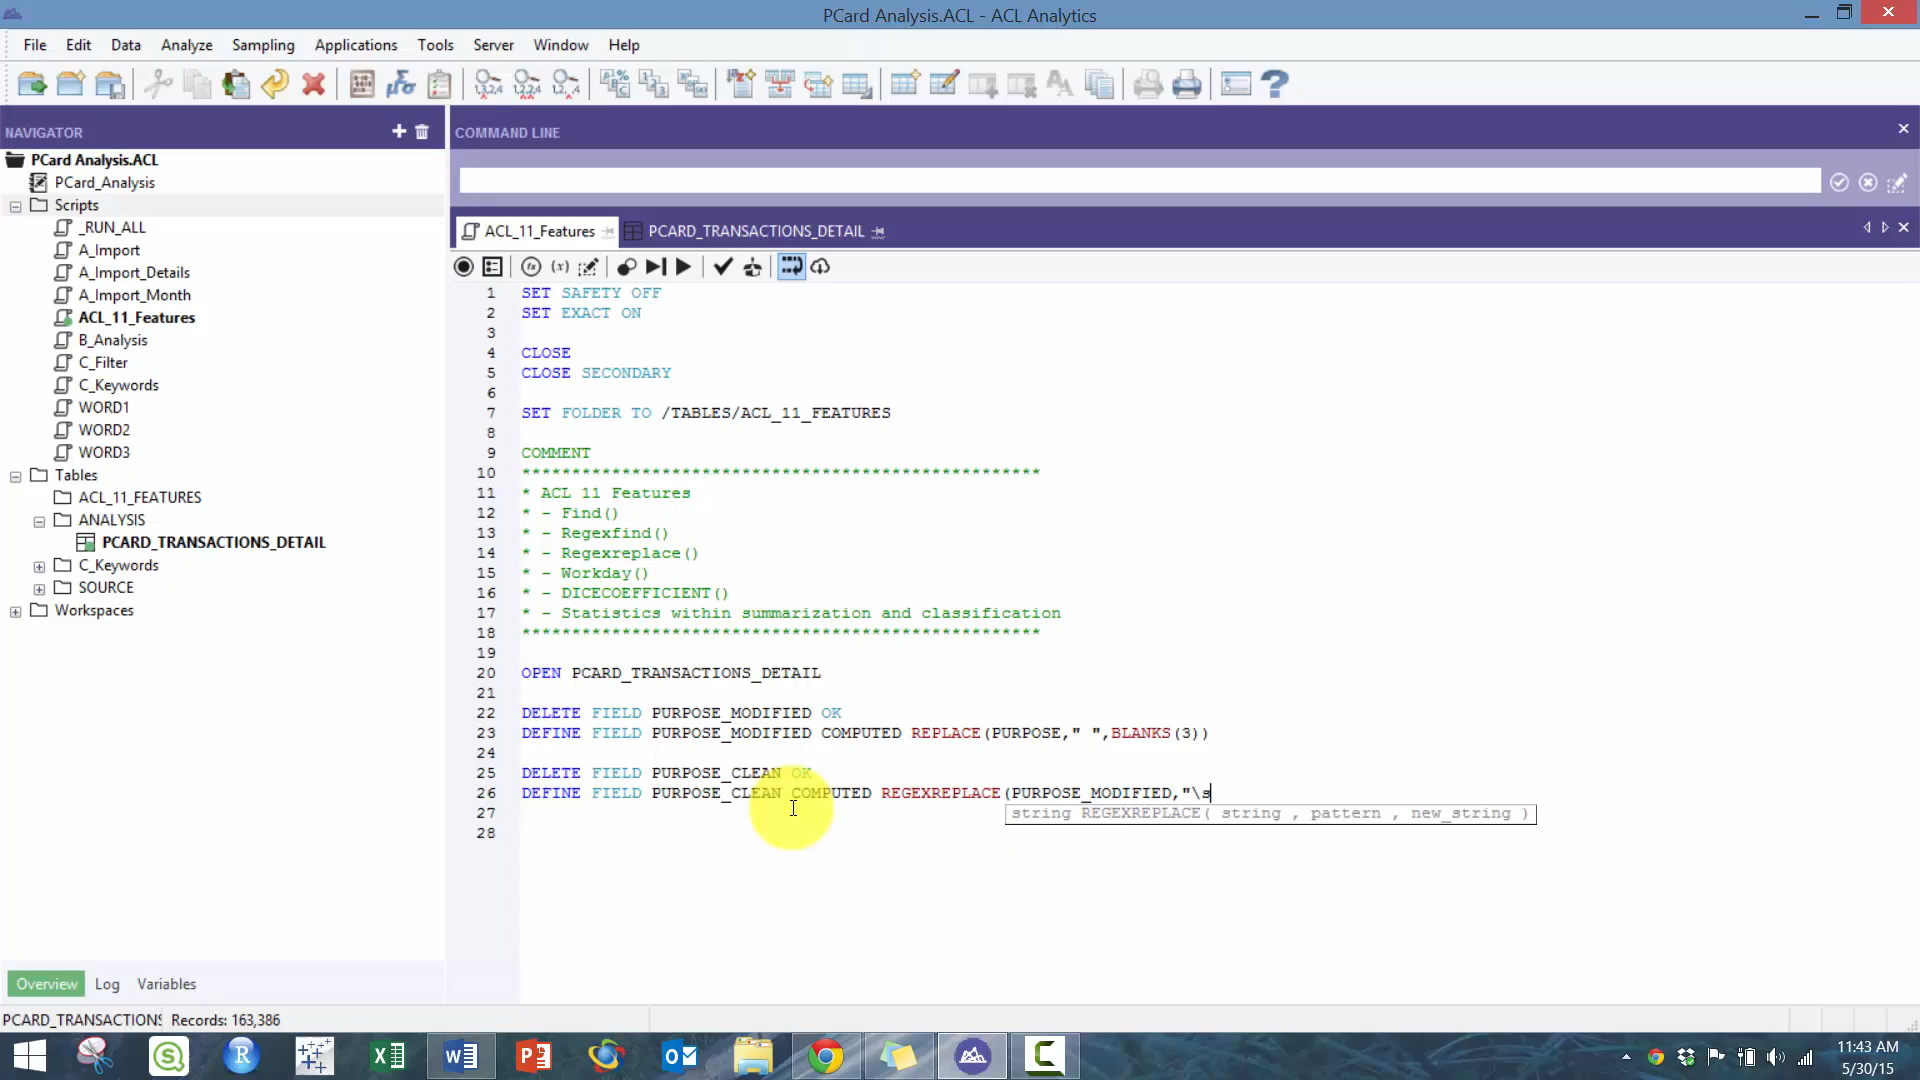 PCard Analysis.ACL - ACL Analytics
File Edit Data Analyze Sampling Applications Tools Server Window Help
NAVIGATOR
PCard Analysis.ACL
PCard_Analysis
Scripts
_RUN_ALL
A_Import
A_Import_Details
A_Import_Month
ACL_11_Features
B_Analysis
C_Filter
C_Keywords
WORD1
WORD2
WORD3
Tables
ACL_11_FEATURES
ANALYSIS
PCARD_TRANSACTIONS_DETAIL
C_Keywords
SOURCE
Workspaces
Overview Log Variables
COMMAND LINE
ACL_11_Features PCARD_TRANSACTIONS_DETAIL
1 SET SAFETY OFF
2 SET EXACT ON
3
4 CLOSE
5 CLOSE SECONDARY
6
7 SET FOLDER TO /TABLES/ACL_11_FEATURES
8
9 COMMENT
10 ****************************************************
11 * ACL 11 Features
12 * - Find()
13 * - Regexfind()
14 * - Regexreplace()
15 * - Workday()
16 * - DICECOEFFICIENT()
17 * - Statistics within summarization and classification
18 ****************************************************
19
20 OPEN PCARD_TRANSACTIONS_DETAIL
21
22 DELETE FIELD PURPOSE_MODIFIED OK
23 DEFINE FIELD PURPOSE_MODIFIED COMPUTED REPLACE(PURPOSE," ",BLANKS(3))
24
25 DELETE FIELD PURPOSE_CLEAN OK
26 DEFINE FIELD PURPOSE_CLEAN COMPUTED REGEXREPLACE(PURPOSE_MODIFIED,"\s
27 string REGEXREPLACE( string , pattern , new_string )
28
PCARD_TRANSACTIONS Records: 163,386
11:43 AM
5/30/15